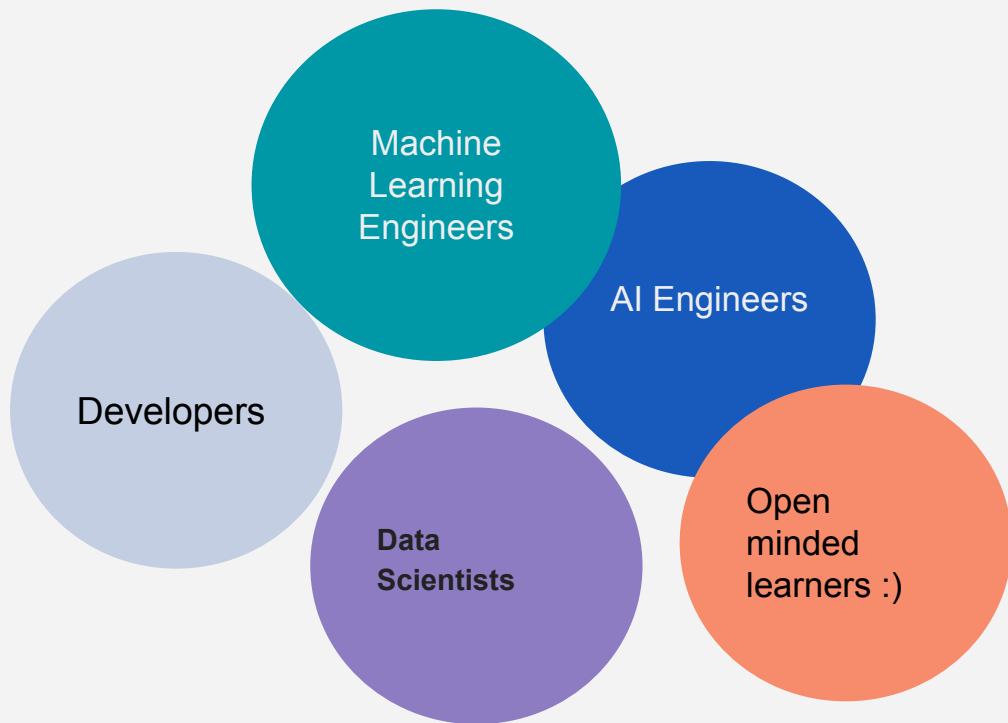 Machine
Learning
Engineers
AI Engineers
Developers
Data
Scientists
Open
minded
learners :)